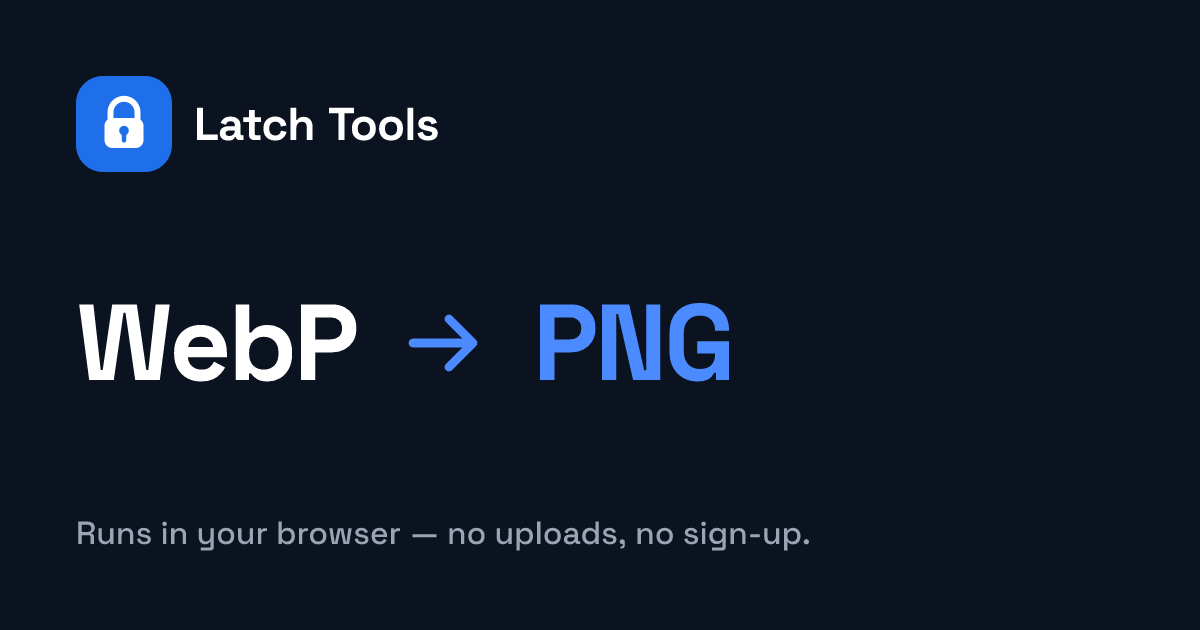 Latch Tools
WebP → PNG
Runs in your browser — no uploads, no sign-up.